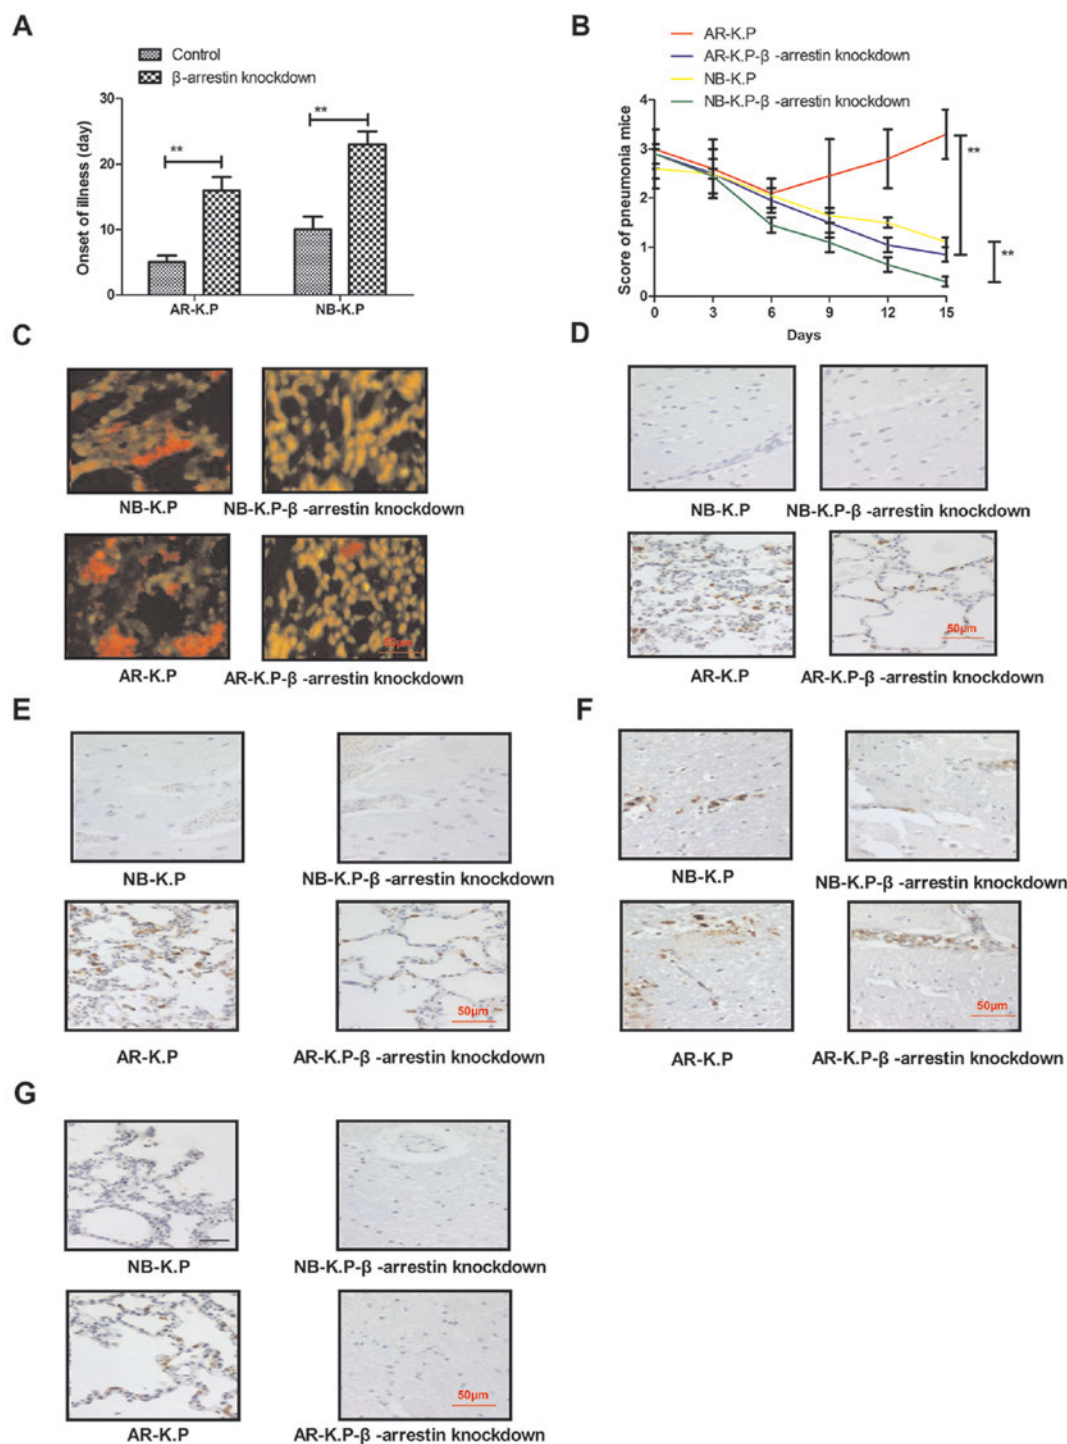 A
Control
β-arrestin knockdown
Onset of illness (day)
30
20
10
0
**
**
AR-K.P
NB-K.P
B
AR-K.P
AR-K.P-β -arrestin knockdown
NB-K.P
NB-K.P-β -arrestin knockdown
Score of pneumonia mice
4
3
2
1
0
**
**
0 3 6 9 12 15
Days
C
NB-K.P
NB-K.P-β -arrestin knockdown
50μm
AR-K.P
AR-K.P-β -arrestin knockdown
D
NB-K.P
NB-K.P-β -arrestin knockdown
50μm
AR-K.P
AR-K.P-β -arrestin knockdown
E
NB-K.P
NB-K.P-β -arrestin knockdown
50μm
AR-K.P
AR-K.P-β -arrestin knockdown
F
NB-K.P
NB-K.P-β -arrestin knockdown
50μm
AR-K.P
AR-K.P-β -arrestin knockdown
G
NB-K.P
NB-K.P-β -arrestin knockdown
50μm
AR-K.P
AR-K.P-β -arrestin knockdown